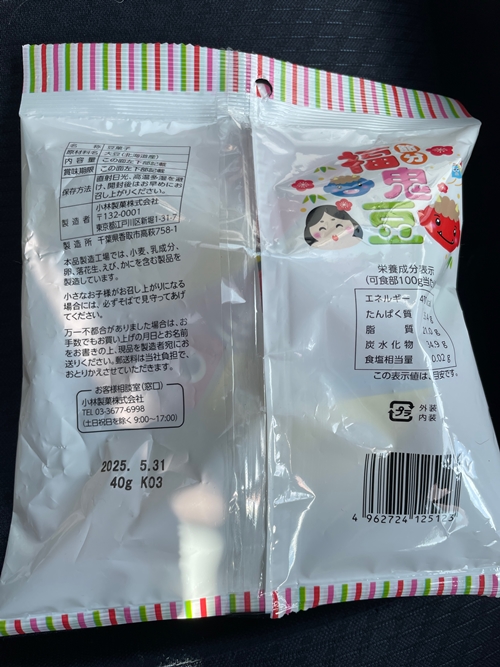 名称 豆菓子
原材料名 大豆(北海道産)
内容量 この面左下部記載
賞味期限 この面左下部記載
保存方法 直射日光、高温多湿を避け、開封後はお早めにお召し上がりください。
製造者 小林製菓株式会社
〒132-0001
東京都江戸川区新堀1-31-7
製造所 千葉県香取市高萩758-1
本品製造工場では、小麦、乳成分、
卵、落花生、えび、かにを含む製品を
製造しています。
小さなお子様がお召し上がりになる
場合には、必ずそばで見守ってあげ
てください。
万一不都合がありました場合は、お
手数でもお買い上げの月日とお名前
をお書きの上、現品を製造者宛にお
送りください。郵送料は当社負担で、
おとりかえさせていただきます。
お客様相談室(窓口)
小林製菓株式会社
TEL 03-3677-6998
(土日祝日を除く9:00〜17:00)
2025. 5.31
40g K03
節分
福
鬼
豆
栄養成分表示
(可食部100g当たり)
エネルギー
たんぱく質
脂質
炭水化物
食塩相当量 0.02g
この表示値は、目安です。
プラ
外装
内装
4 962724 125123